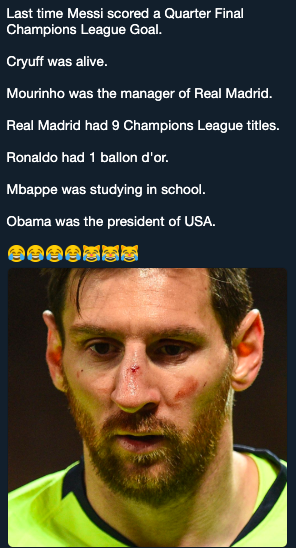 Last time Messi scored a Quarter Final
Champions League Goal.
Cryuff was alive.
Mourinho was the manager of Real Madrid.
Real Madrid had 9 Champions League titles.
Ronaldo had 1 ballon d'or.
Mbappe was studying in school.
Obama was the president of USA.
😂😂😂😂😹😹😹